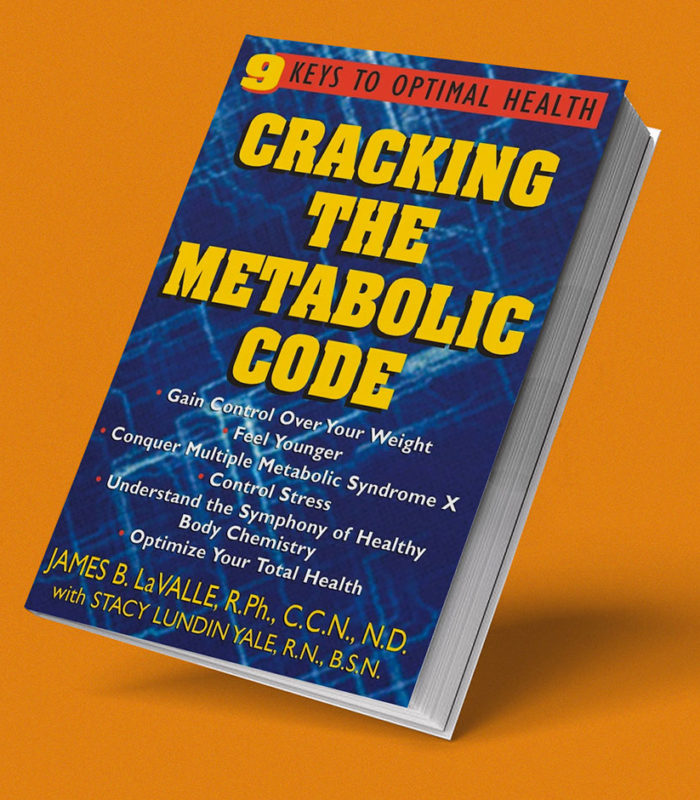 9 KEYS TO OPTIMAL HEALTH
CRACKING
THE
METABOLIC
CODE
• Gain Control Over Your Weight
• Feel Younger
• Conquer Multiple Metabolic Syndrome X
• Control Stress
• Understand the Symphony of Healthy
Body Chemistry
• Optimize Your Total Health
JAMES B. LaVALLE, R.Ph., C.C.N., N.D.
with STACY LUNDIN YALE, R.N., B.S.N.